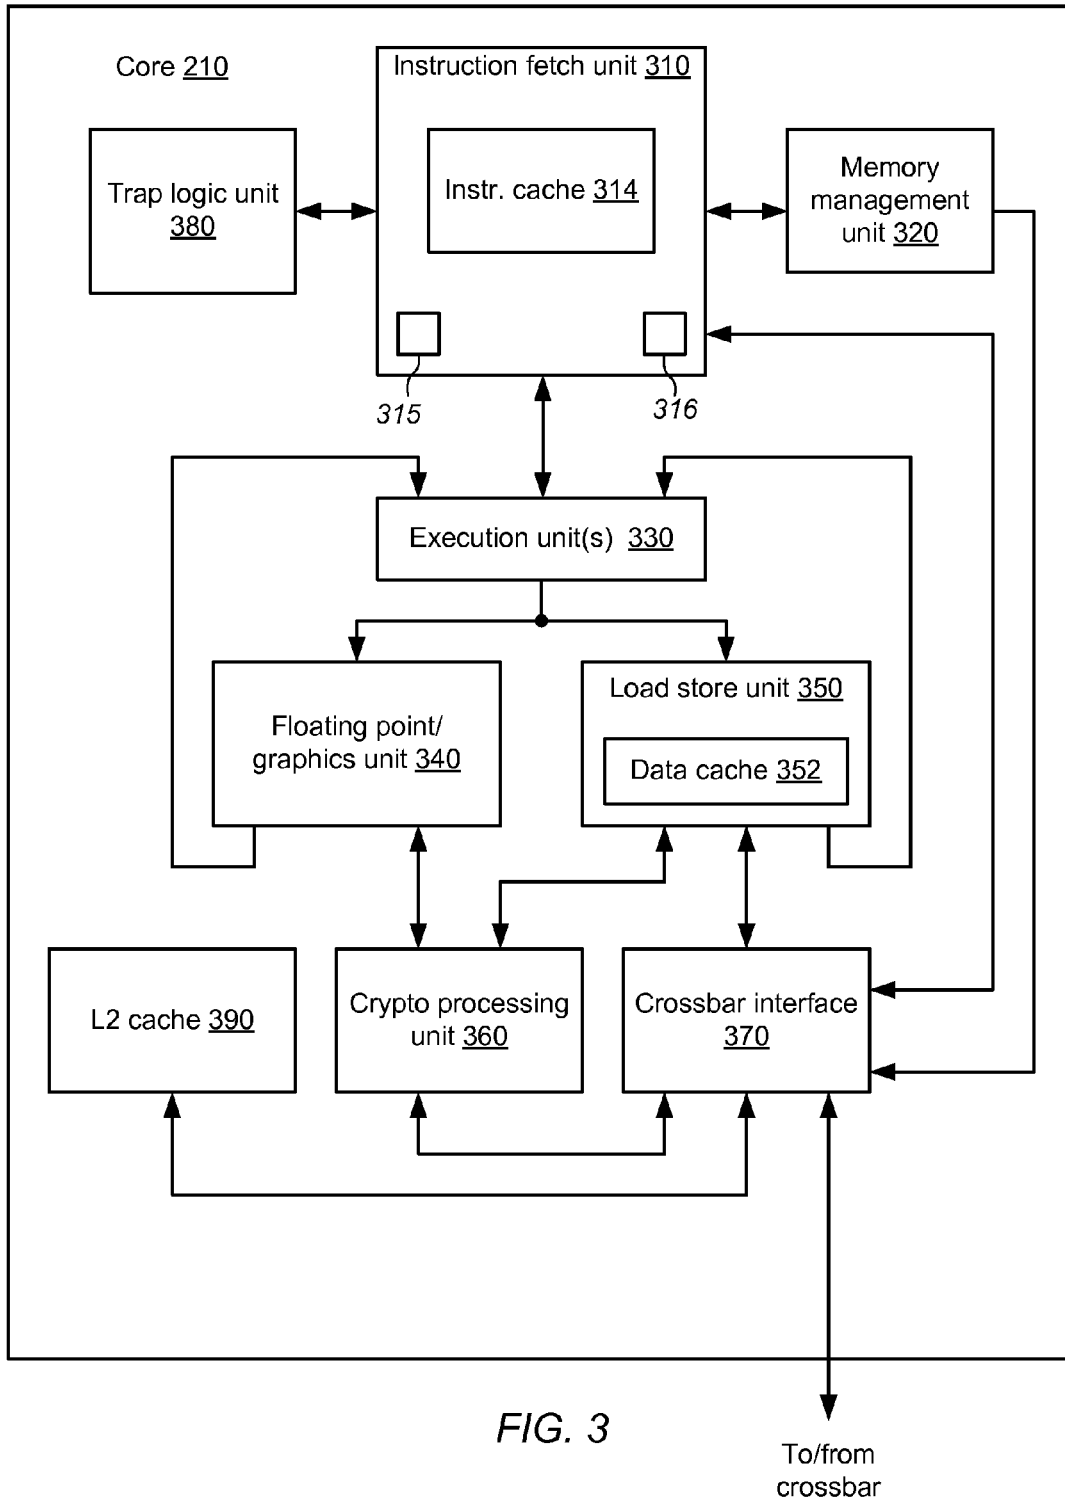 Core 210
Instruction fetch unit 310
Trap logic unit
380
Instr. cache 314
Memory
management
unit 320
315
316
Execution unit(s) 330
Floating point/
graphics unit 340
Load store unit 350
Data cache 352
L2 cache 390
Crypto processing
unit 360
Crossbar interface
370
FIG. 3
To/from
crossbar